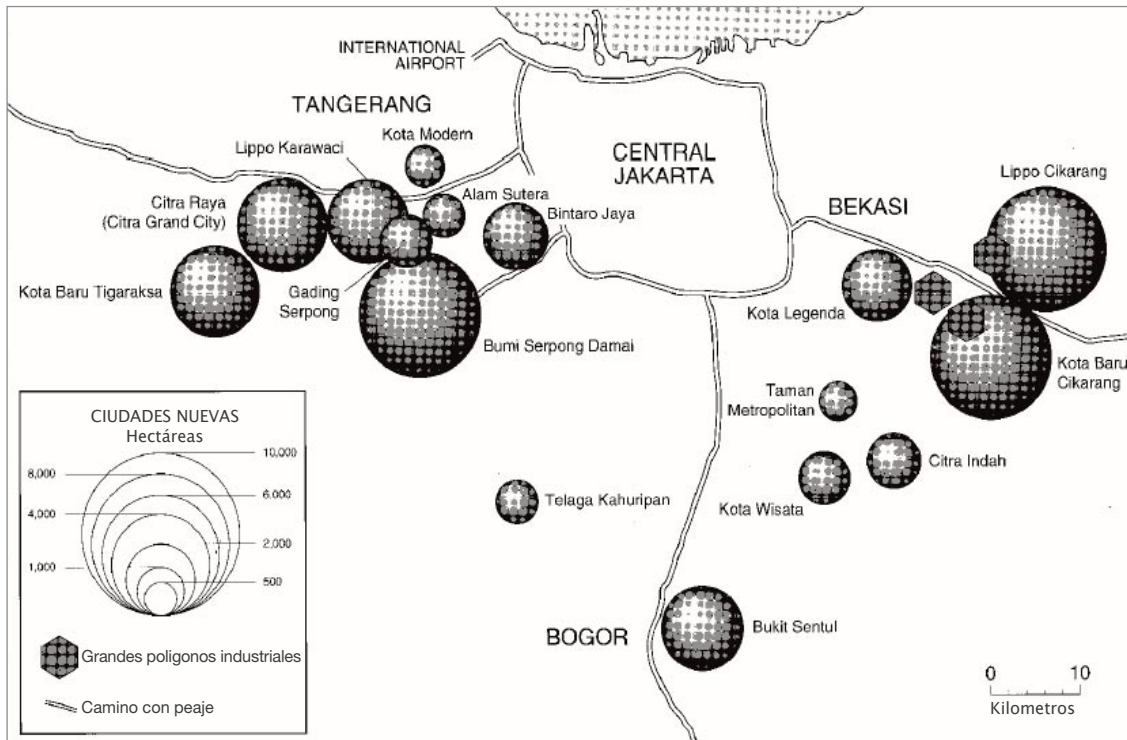 INTERNATIONAL
AIRPORT
TANGERANG
Kota Modern
Lippo Karawaci
CENTRAL
JAKARTA
Lippo Cikarang
Citra Raya
(Citra Grand City)
Alam Sutera
Bintaro Jaya
BEKASI
Kota Baru Tigaraksa
Gading
Serpong
Kota Legenda
Bumi Serpong Damai
Kota Baru
Cikarang
Taman
Metropolitan
Citra Indah
Kota Wisata
Telaga Kahuripan
BOGOR
Bukit Sentul
CIUDADES NUEVAS
Hectáreas
10,000
8,000
6,000
4,000
2,000
1,000
500
Grandes poligonos industriales
Camino con peaje
0 10
Kilometros